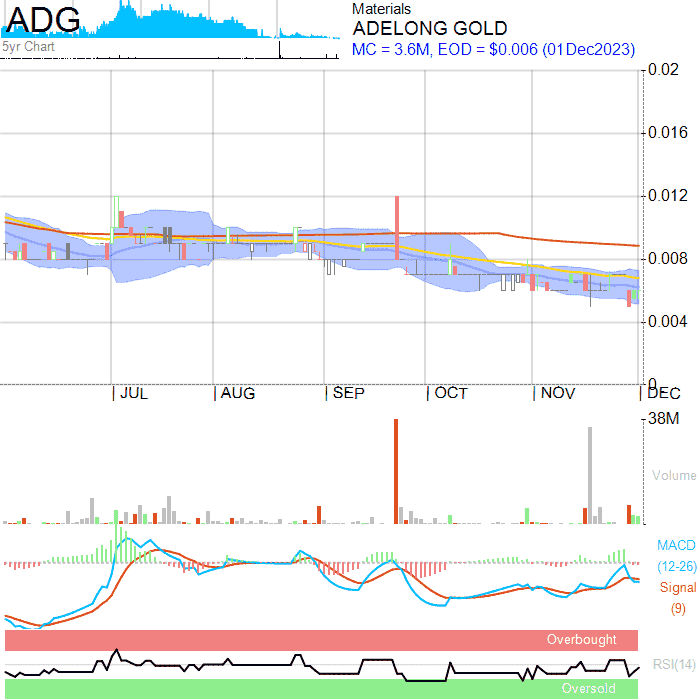 ADG
5yr Chart
Materials
ADELONG GOLD
MC = 3.6M, EOD = $0.006 (01Dec2023)
0.02
0.016
0.012
0.008
0.004
0
JUL AUG SEP OCT NOV DEC
38M
Volume
MACD
(12-26)
Signal
(9)
Overbought
RSI(14)
Oversold